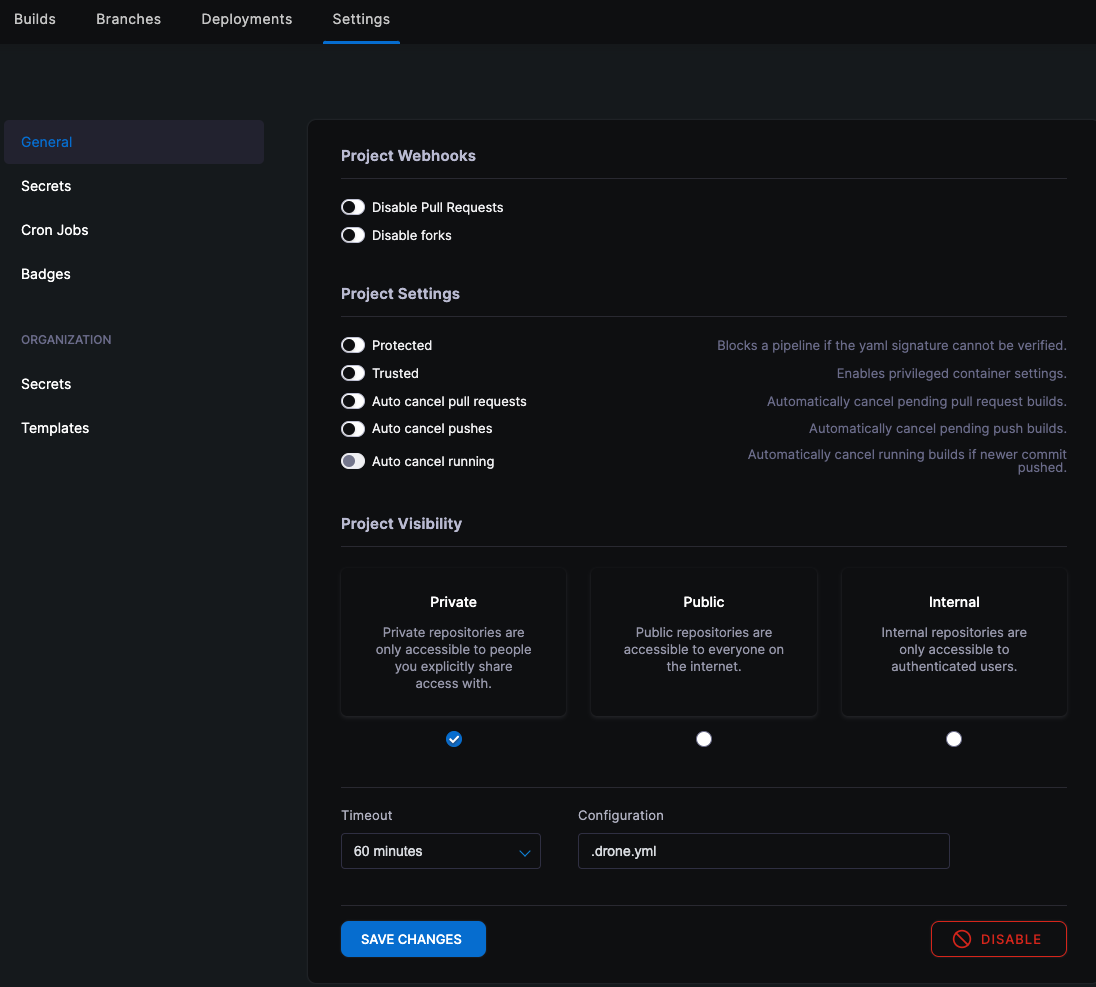 Builds
Branches
Deployments
Settings
General
Secrets
Cron Jobs
Badges
ORGANIZATION
Secrets
Templates
Project Webhooks
Disable Pull Requests
Disable forks
Project Settings
Protected
Blocks a pipeline if the yaml signature cannot be verified.
Trusted
Enables privileged container settings.
Auto cancel pull requests
Automatically cancel pending pull request builds.
Auto cancel pushes
Automatically cancel pending push builds.
Auto cancel running
Automatically cancel running builds if newer commit
pushed.
Project Visibility
Private
Private repositories are
only accessible to people
you explicitly share
access with.
Public
Public repositories are
accessible to everyone on
the internet.
Internal
Internal repositories are
only accessible to
authenticated users.
Timeout
60 minutes
Configuration
.drone.yml
SAVE CHANGES
DISABLE